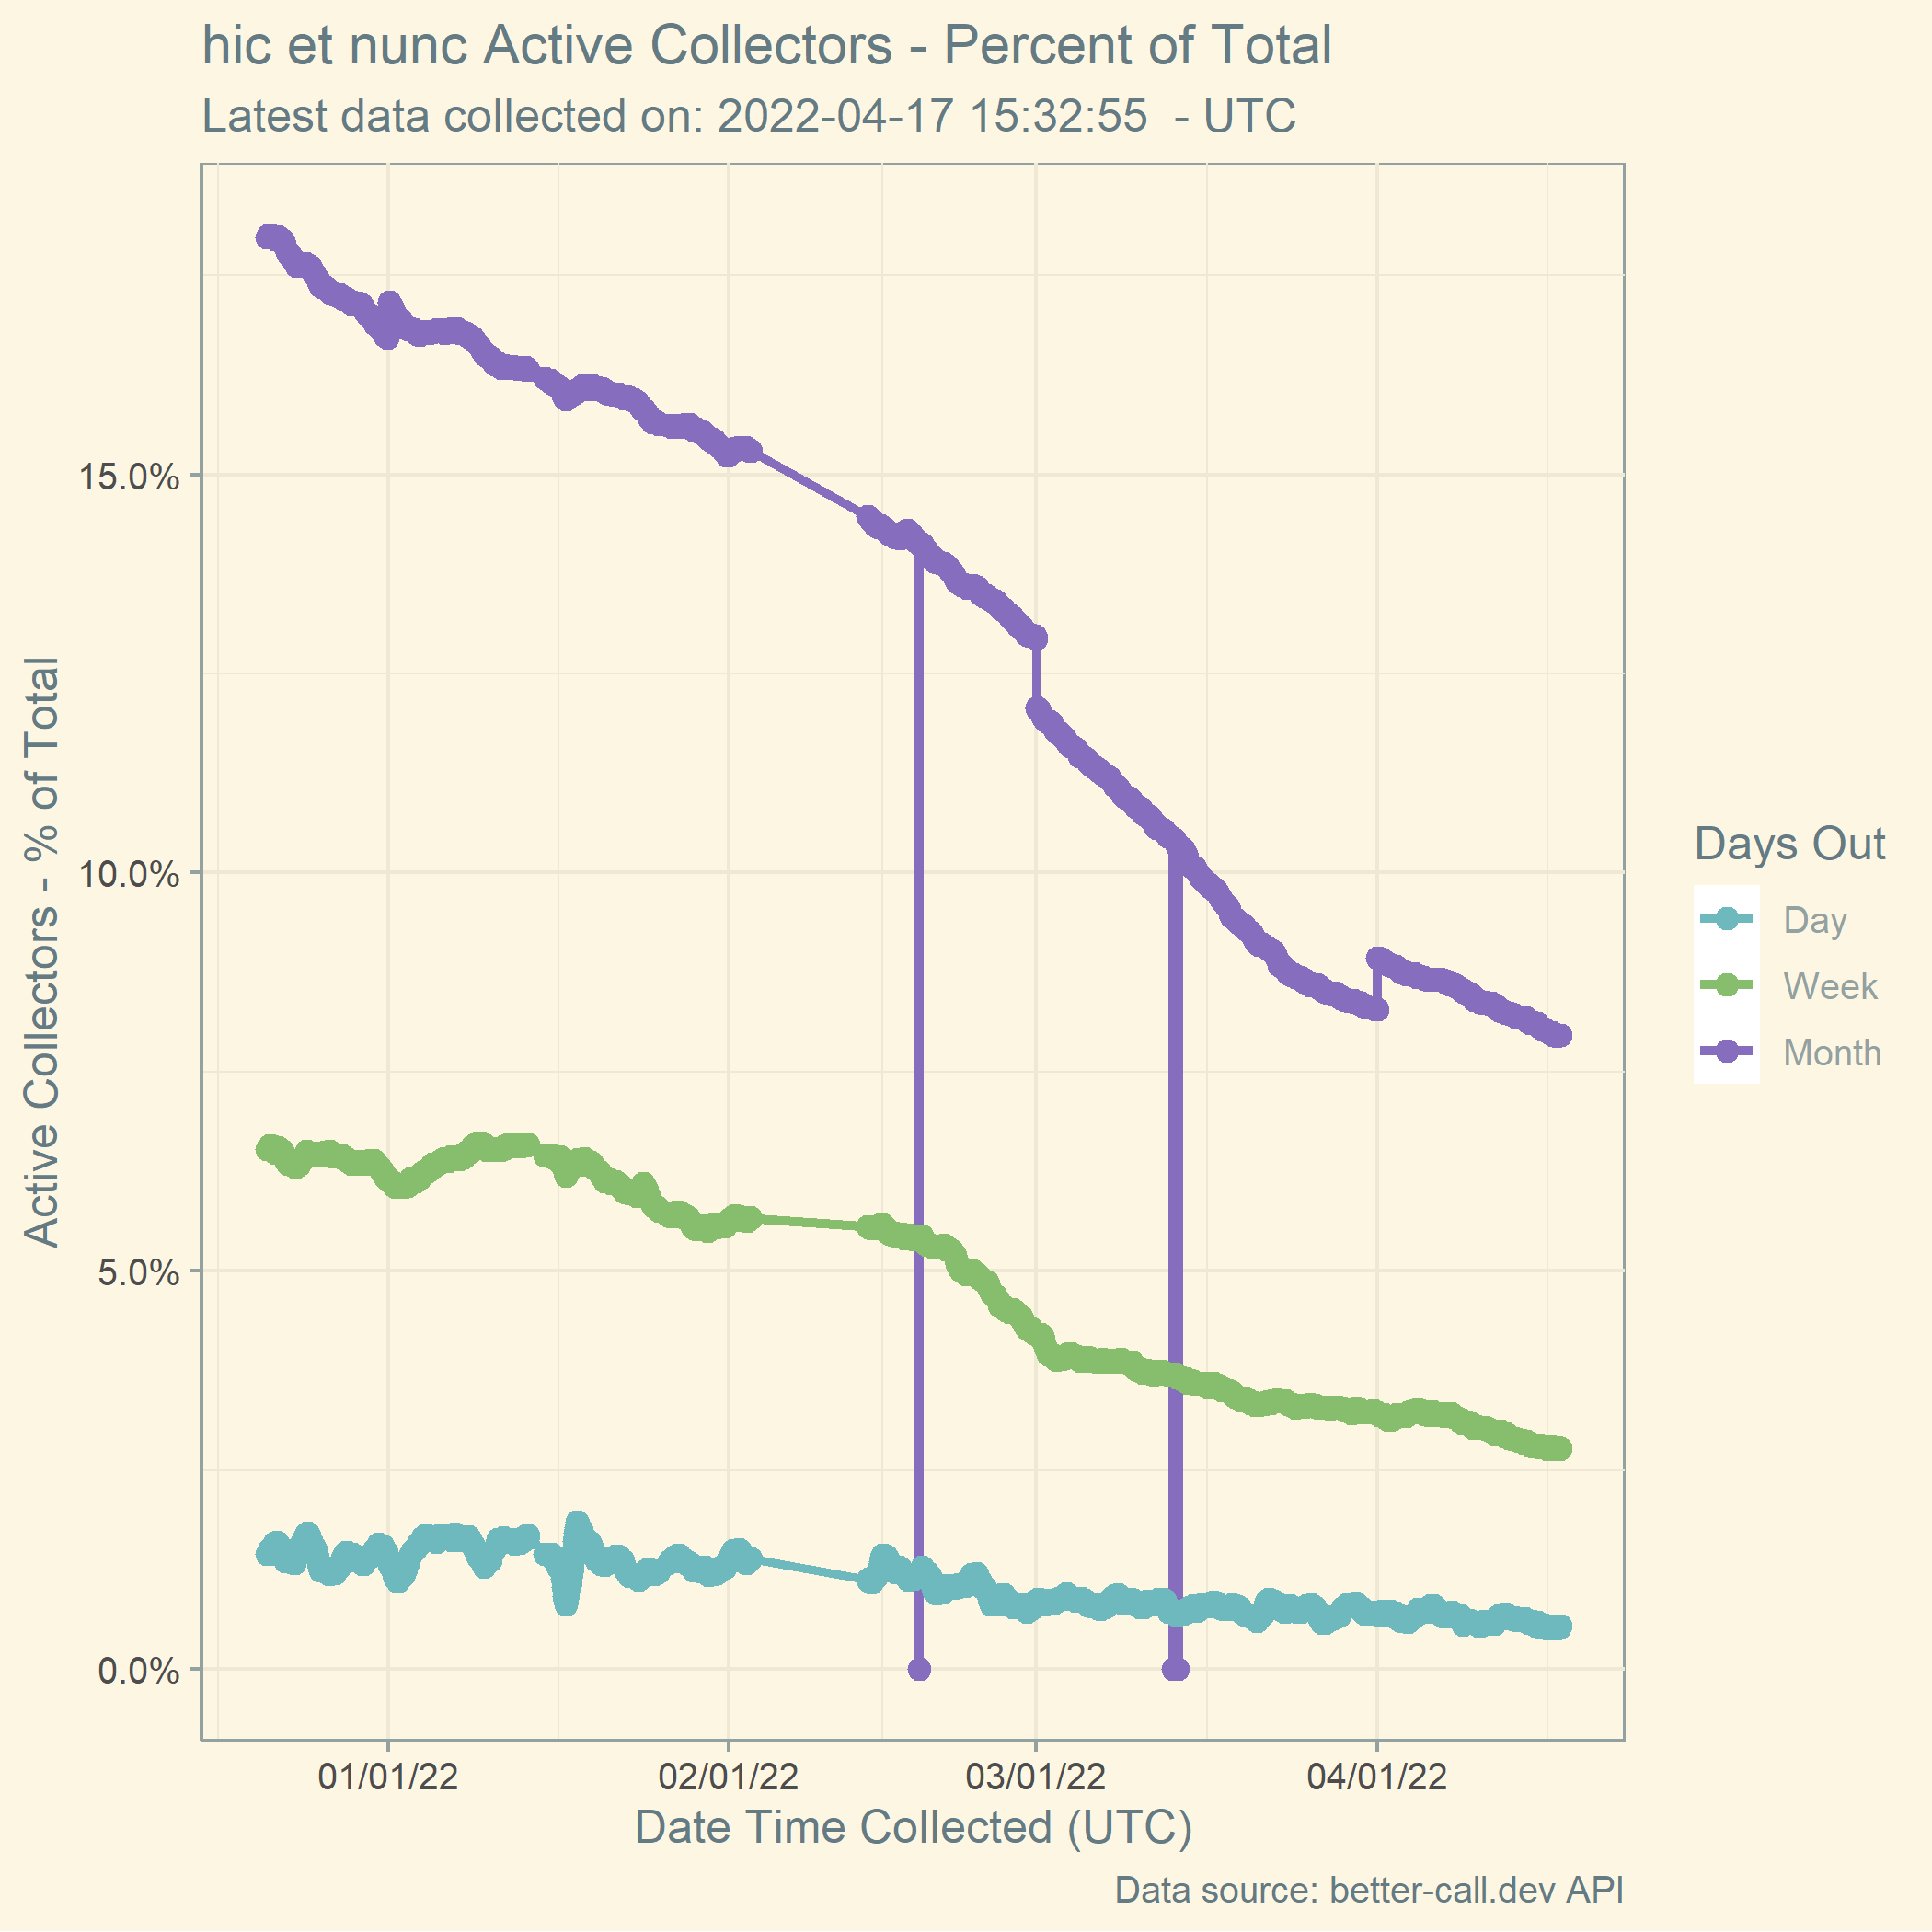 hic et nunc Active Collectors - Percent of Total
Latest data collected on: 2022-04-17 15:32:55  - UTC
Active Collectors - % of Total
15.0%
10.0%
5.0%
0.0%
01/01/22
02/01/22
03/01/22
04/01/22
Date Time Collected (UTC)
Days Out
Day
Week
Month
Data source: better-call.dev API